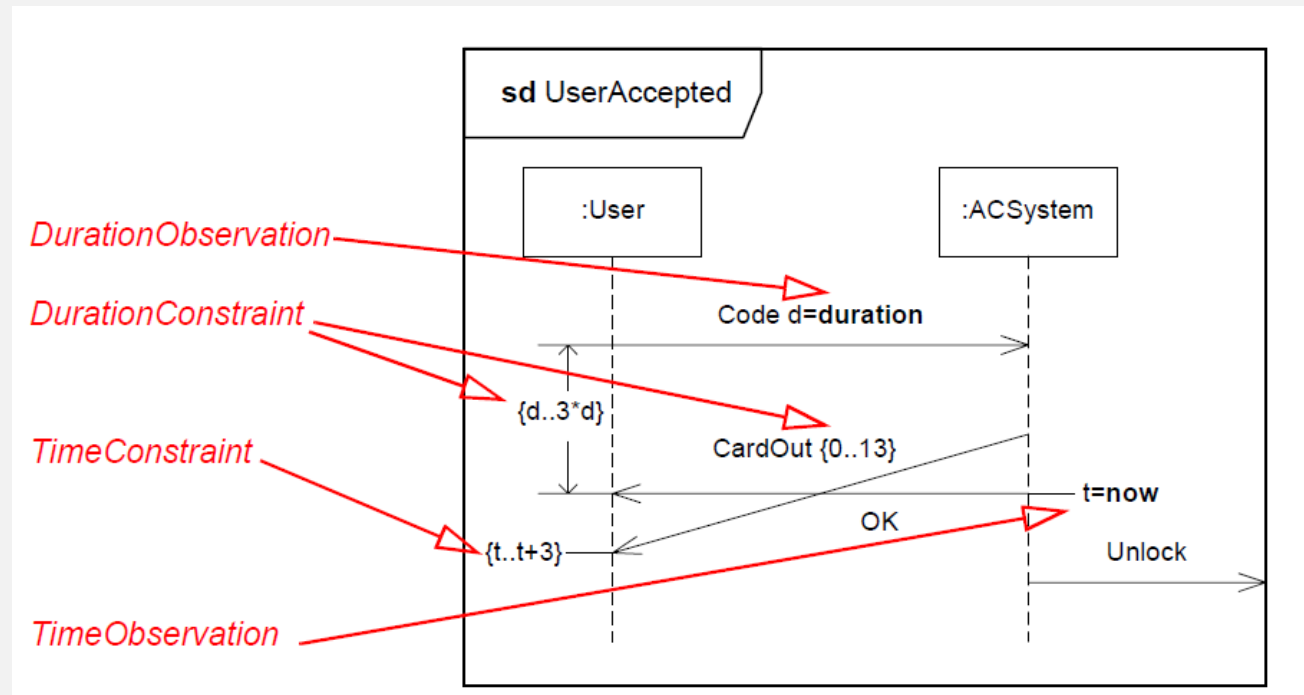 sd UserAccepted
:User
:ACSystem
DurationObservation
DurationConstraint
Code d=duration
{d..3*d}
TimeConstraint
CardOut {0..13}
t=now
OK
{t..t+3}
Unlock
TimeObservation